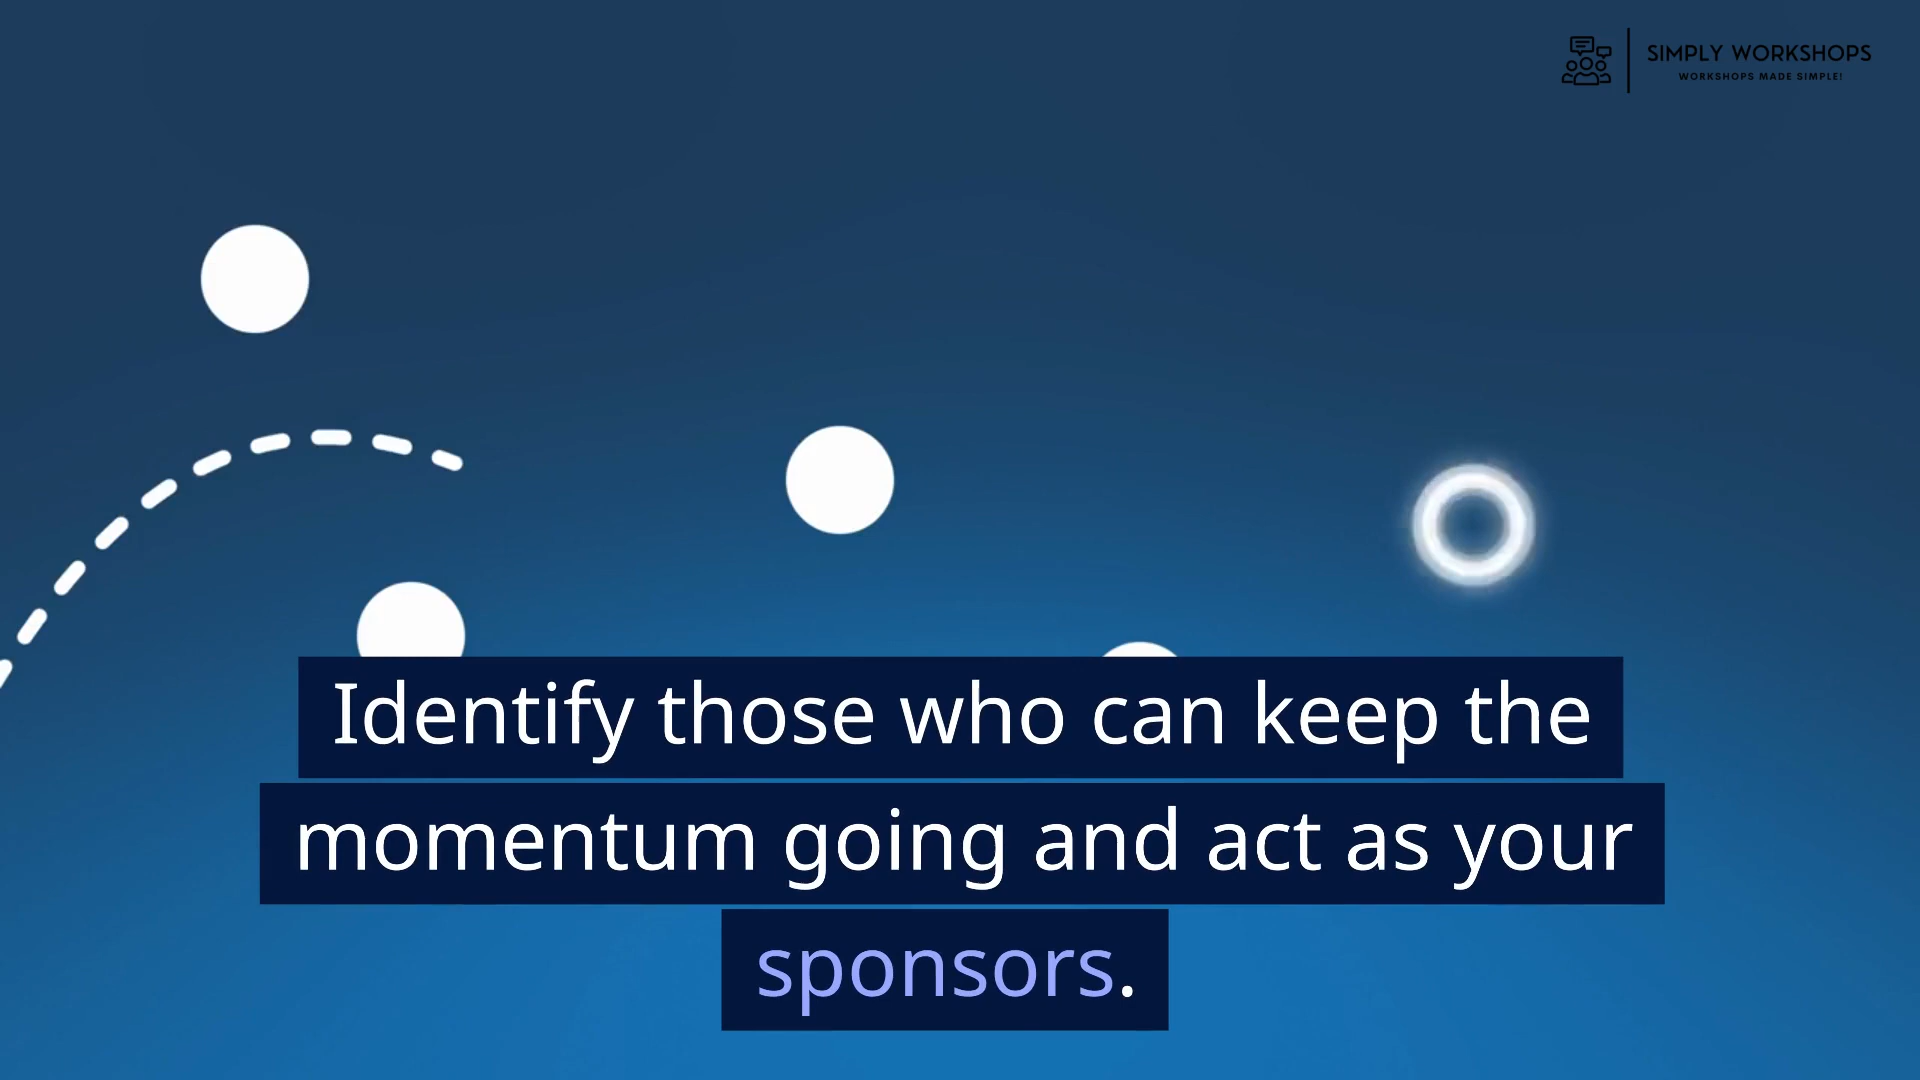 SIMPLY WORKSHOPS
WORKSHOPS MADE SIMPLE!
Identify those who can keep the
momentum going and act as your
sponsors.